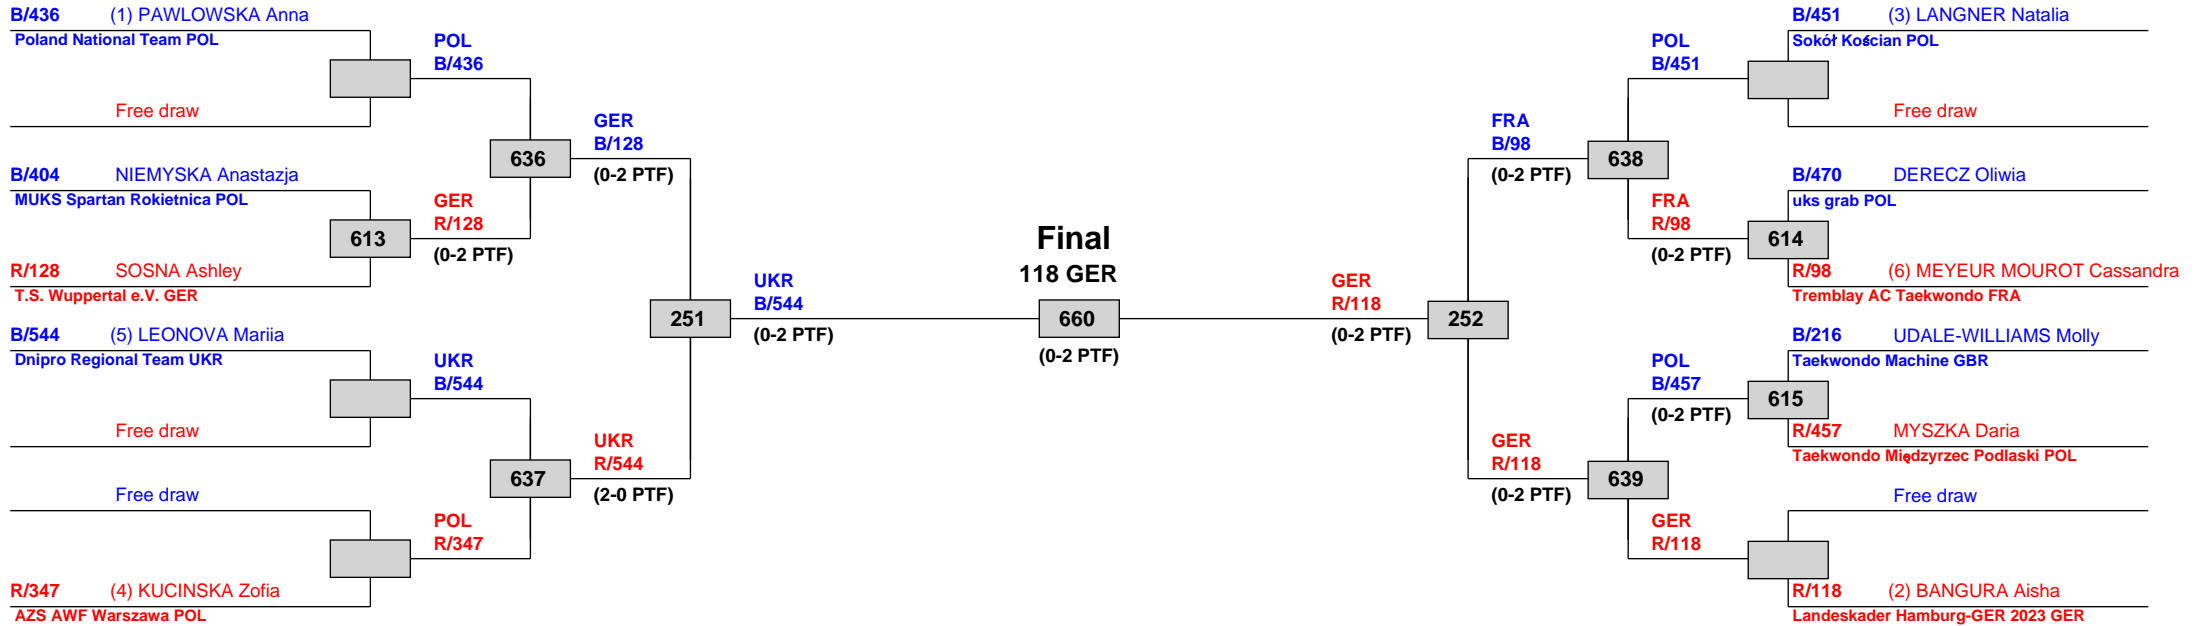 B/436 (1) PAWLOWSKA Anna
Poland National Team POL
Free draw
B/404 NIEMYSKA Anastazja
MUKS Spartan Rokietnica POL
R/128 SOSNA Ashley
T.S. Wuppertal e.V. GER
B/544 (5) LEONOVA Mariia
Dnipro Regional Team UKR
Free draw
Free draw
R/347 (4) KUCINSKA Zofia
AZS AWF Warszawa POL
POL
B/436
613
GER
R/128
(0-2 PTF)
UKR
B/544
POL
R/347
636
GER
B/128
(0-2 PTF)
637
UKR
R/544
(2-0 PTF)
251
UKR
B/544
(0-2 PTF)
Final
118 GER
660
(0-2 PTF)
GER
R/118
(0-2 PTF)
252
FRA
B/98
(0-2 PTF)
638
GER
R/118
(0-2 PTF)
639
POL
B/451
FRA
R/98
(0-2 PTF)
614
POL
B/457
(0-2 PTF)
615
GER
R/118
B/451 (3) LANGNER Natalia
Sokół Kościan POL
Free draw
B/470 DERECZ Oliwia
uks grab POL
R/98 (6) MEYEUR MOUROT Cassandra
Tremblay AC Taekwondo FRA
B/216 UDALE-WILLIAMS Molly
Taekwondo Machine GBR
R/457 MYSZKA Daria
Taekwondo Międzyrzec Podlaski POL
Free draw
R/118 (2) BANGURA Aisha
Landeskader Hamburg-GER 2023 GER